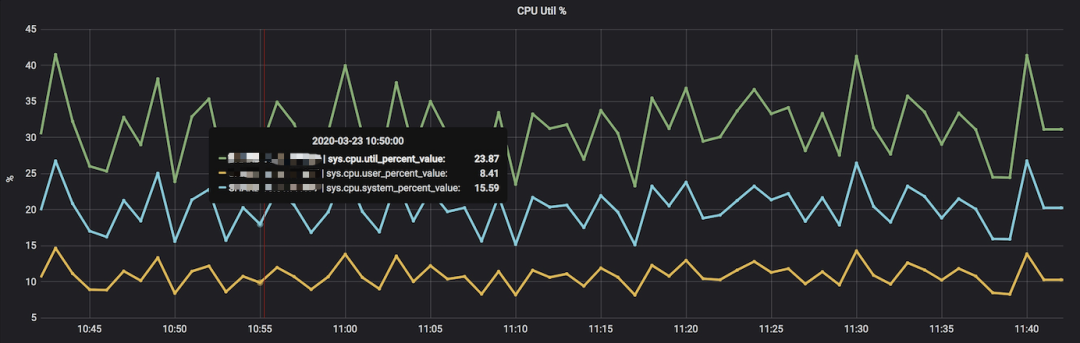 CPU Util %
45
40
35
30
25
20
15
10
5
%
2020-03-23 10:50:00
| sys.cpu.util_percent_value: 23.87
| sys.cpu.user_percent_value: 8.41
| sys.cpu.system_percent_value: 15.59
10:45 10:50 10:55 11:00 11:05 11:10 11:15 11:20 11:25 11:30 11:35 11:40